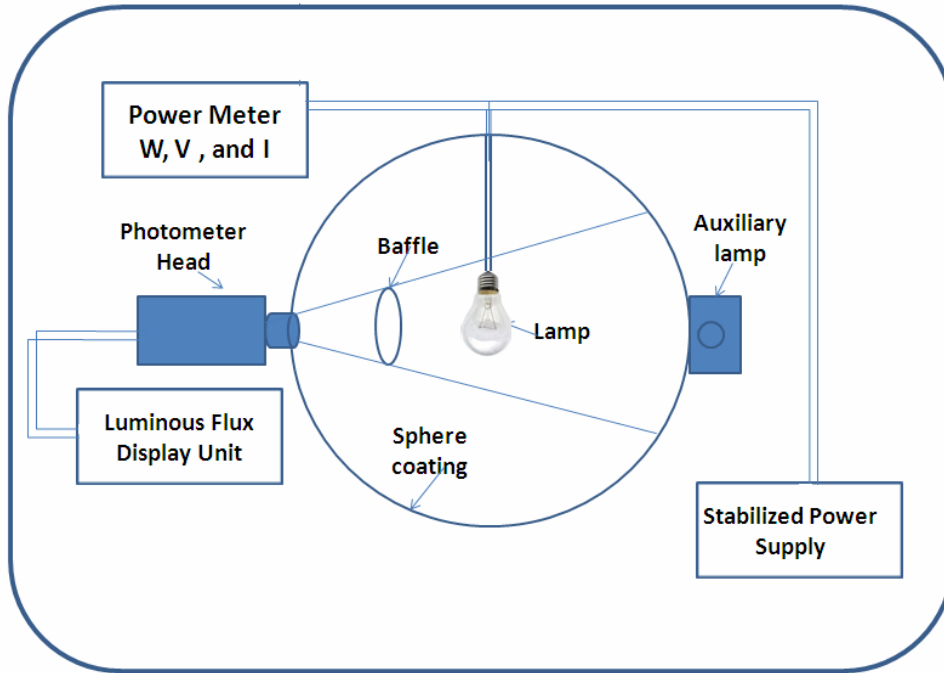 Power Meter
W, V , and I
Photometer
Head
Baffle
Auxiliary
lamp
Lamp
Luminous Flux
Display Unit
Sphere
coating
Stabilized Power
Supply